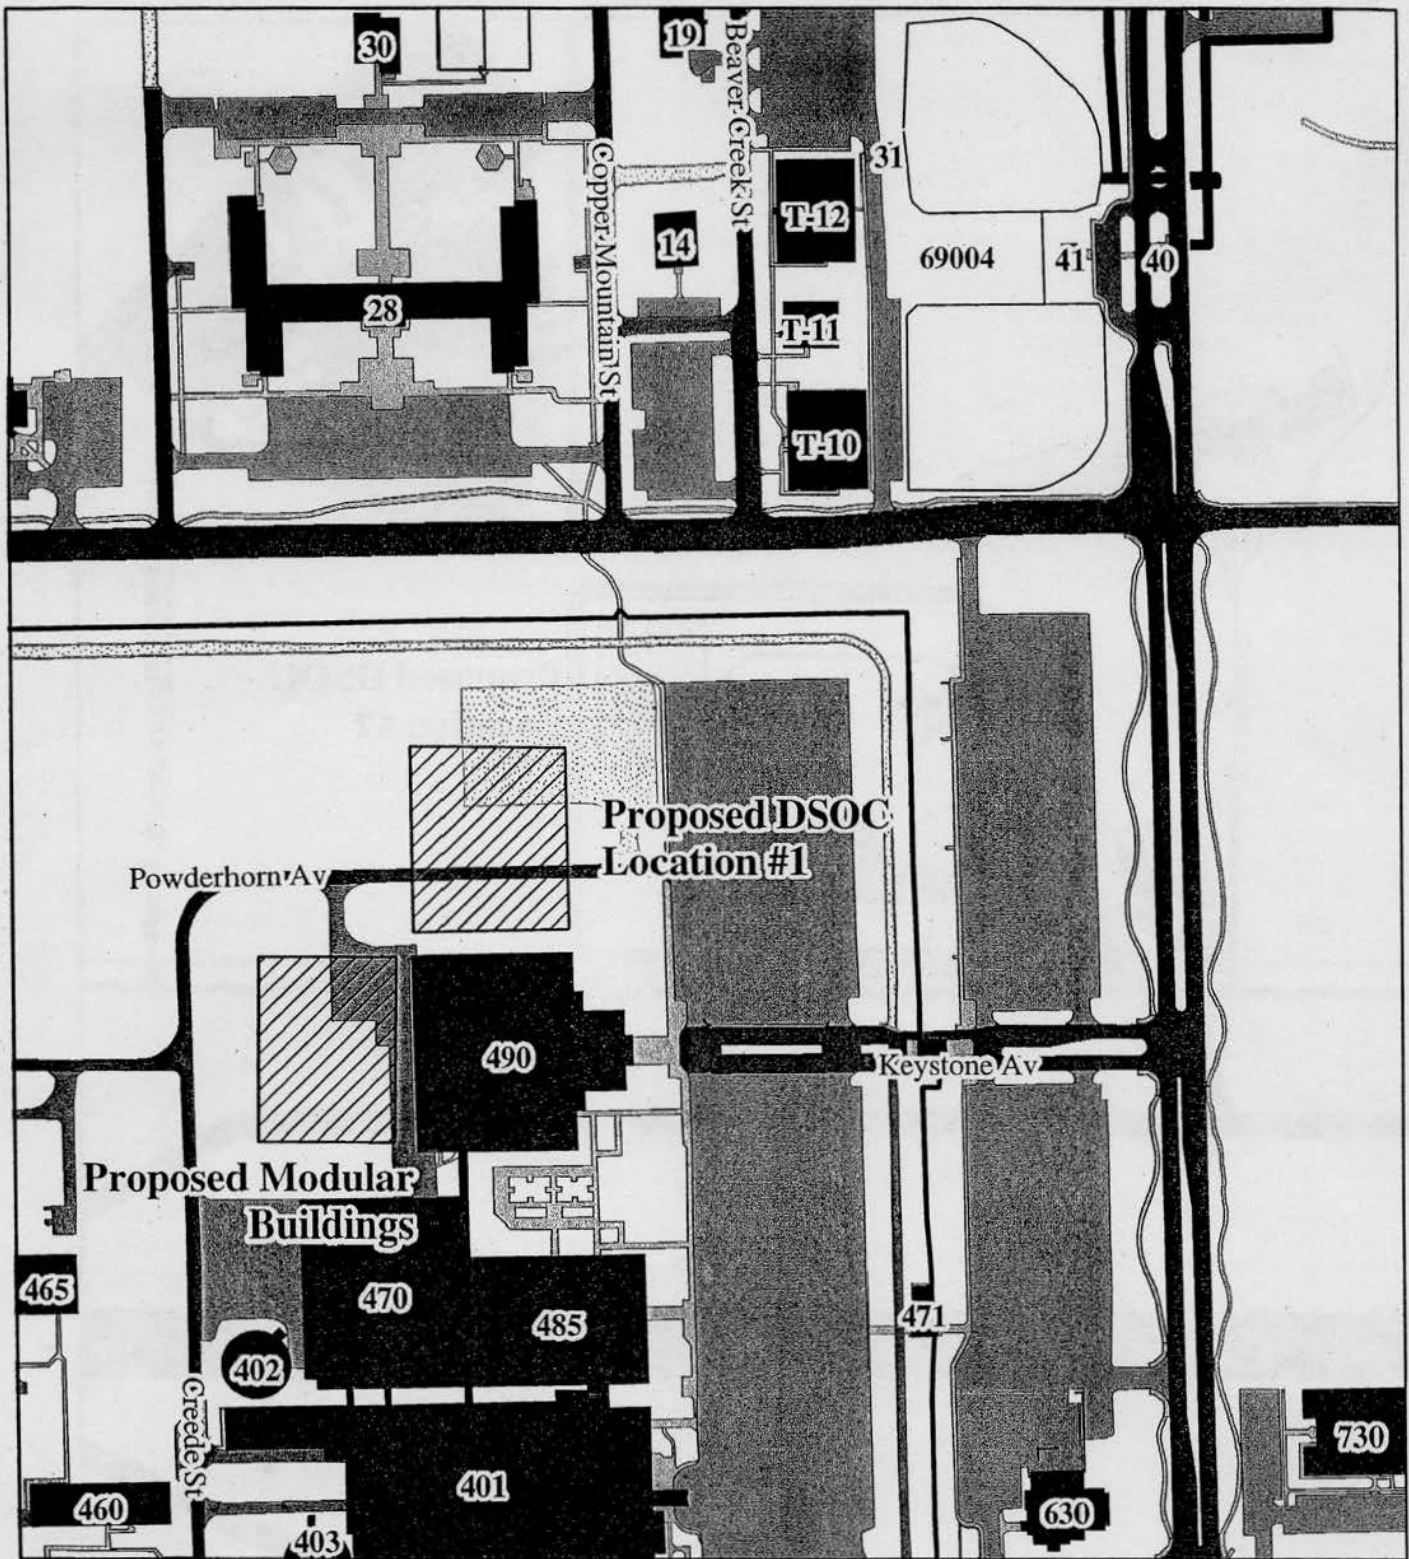 30
19
Beaver Creek St
Copper Mountain St
31
T-12
14
69004
41
40
28
T-11
T-10
Proposed DSOC
Location #1
Powderhorn Av
490
Keystone Av
Proposed Modular
Buildings
465
470
485
471
402
Creede St
730
460
401
630
403